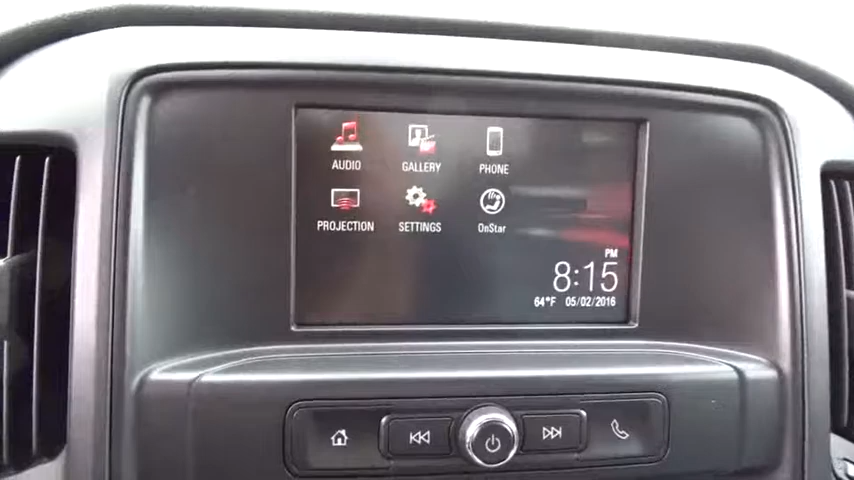 AUDIO
GALLERY
PHONE
PROJECTION
SETTINGS
OnStar
PM
8:15
64°F 05/02/2016